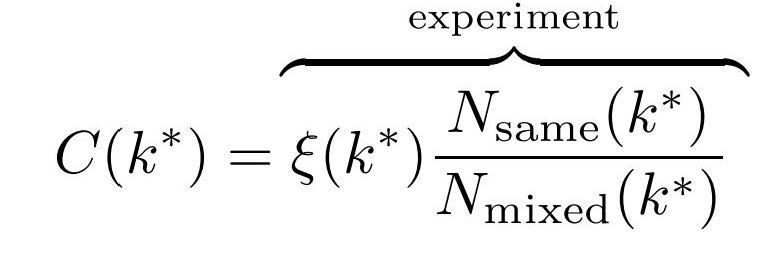 experiment
C(k*) = ξ(k*) N_same(k*) / N_mixed(k*)